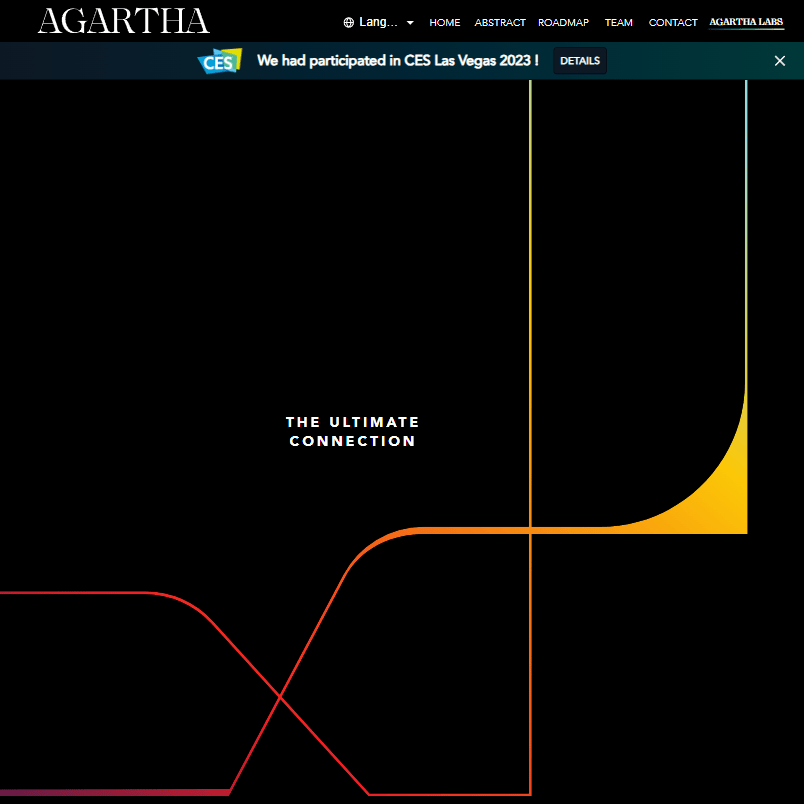 AGARTHA
Lang...
HOME
ABSTRACT
ROADMAP
TEAM
CONTACT
AGARTHA LABS
CES
We had participated in CES Las Vegas 2023 !
DETAILS
THE ULTIMATE
CONNECTION